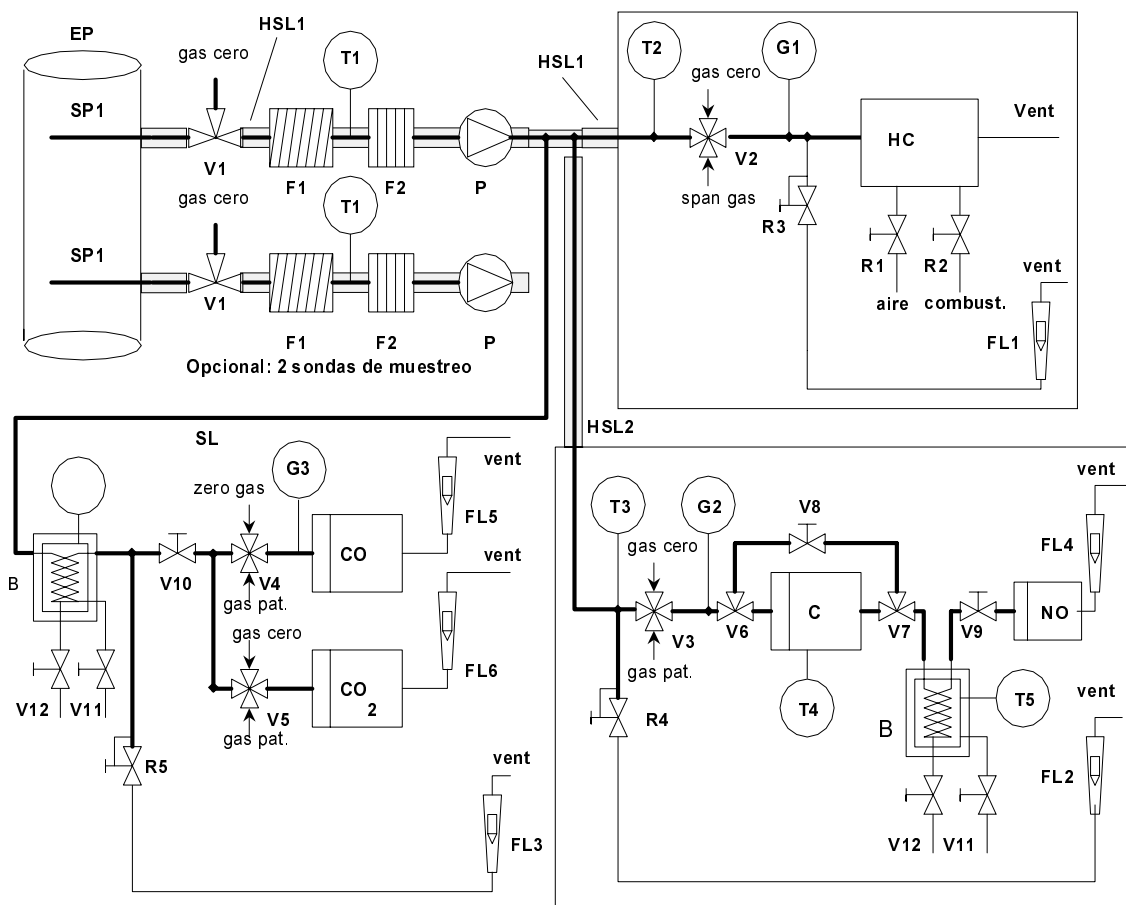 EP
HSL1
gas cero
T1
SP1
V1
F1
F2
P
gas cero
T1
SP1
V1
F1
F2
P
Opcional: 2 sondas de muestreo
HSL1
T2
gas cero
G1
V2
span gas
HC
Vent
R3
R1
R2
aire
combust.
vent
FL1
HSL2
SL
G3
zero gas
vent
FL5
CO
B
V10
V4
gas pat.
gas cero
vent
FL6
CO
2
V12
V11
V5
gas pat.
R5
vent
FL3
T3
G2
V8
gas cero
vent
FL4
V3
V6
C
V7
V9
NO
gas pat.
R4
T4
B
T5
vent
FL2
V12
V11